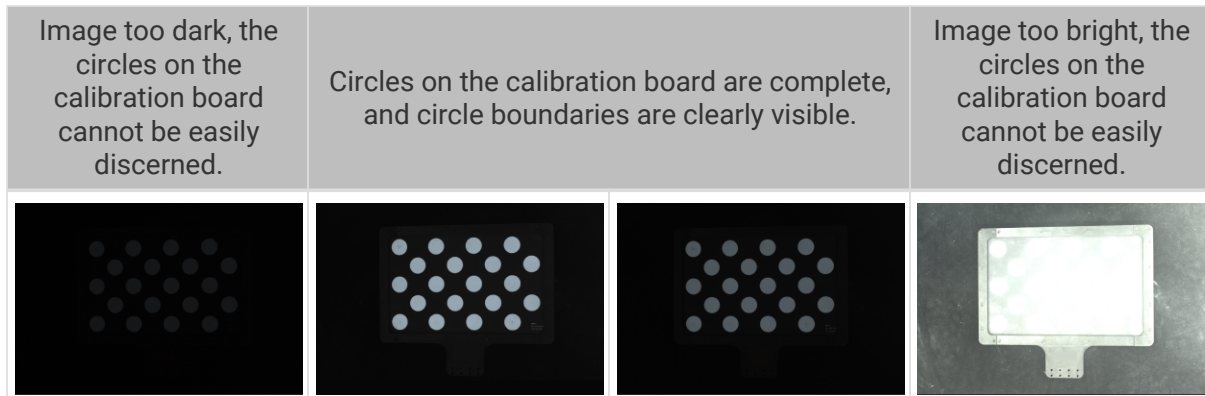 Image too dark, the
circles on the
calibration board
cannot be easily
discerned.
Circles on the calibration board are complete,
and circle boundaries are clearly visible.
Image too bright, the
circles on the
calibration board
cannot be easily
discerned.